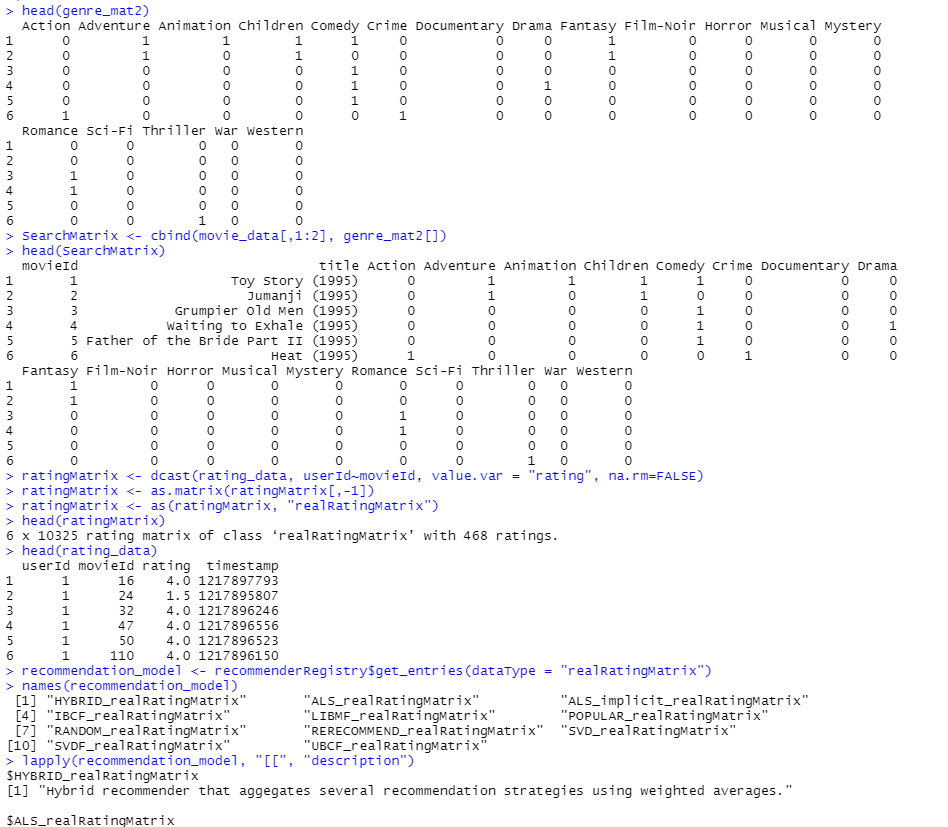 > head(genre_mat2)
  Action Adventure Animation Children Comedy Crime Documentary Drama Fantasy Film-Noir Horror Musical Mystery
1      0         1         1        1      1     0           0     0       1         0      0       0       0
2      0         1         0        1      0     0           0     0       1         0      0       0       0
3      0         0         0        0      1     0           0     0       0         0      0       0       0
4      0         0         0        0      1     0           0     1       0         0      0       0       0
5      0         0         0        0      1     0           0     0       0         0      0       0       0
6      1         0         0        0      0     1           0     0       0         0      0       0       0
  Romance Sci-Fi Thriller War Western
1       0      0        0   0       0
2       0      0        0   0       0
3       1      0        0   0       0
4       1      0        0   0       0
5       0      0        0   0       0
6       0      0        1   0       0
> SearchMatrix <- cbind(movie_data[,1:2], genre_mat2[])
> head(SearchMatrix)
  movieId                              title Action Adventure Animation Children Comedy Crime Documentary Drama
1       1                   Toy Story (1995)      0         1         1        1      1     0           0     0
2       2                     Jumanji (1995)      0         1         0        1      0     0           0     0
3       3            Grumpier Old Men (1995)      0         0         0        0      1     0           0     0
4       4           Waiting to Exhale (1995)      0         0         0        0      1     0           0     1
5       5 Father of the Bride Part II (1995)      0         0         0        0      1     0           0     0
6       6                        Heat (1995)      1         0         0        0      0     1           0     0
  Fantasy Film-Noir Horror Musical Mystery Romance Sci-Fi Thriller War Western
1       1         0      0       0       0       0      0        0   0       0
2       1         0      0       0       0       0      0        0   0       0
3       0         0      0       0       0       1      0        0   0       0
4       0         0      0       0       0       1      0        0   0       0
5       0         0      0       0       0       0      0        0   0       0
6       0         0      0       0       0       0      0        1   0       0
> ratingMatrix <- dcast(rating_data, userId~movieId, value.var = "rating", na.rm=FALSE)
> ratingMatrix <- as.matrix(ratingMatrix[,-1])
> ratingMatrix <- as(ratingMatrix, "realRatingMatrix")
> head(ratingMatrix)
6 x 10325 rating matrix of class ‘realRatingMatrix’ with 468 ratings.
> head(rating_data)
  userId movieId rating  timestamp
1      1      16    4.0 1217897793
2      1      24    1.5 1217895807
3      1      32    4.0 1217896246
4      1      47    4.0 1217896556
5      1      50    4.0 1217896523
6      1     110    4.0 1217896150
> recommendation_model <- recommenderRegistry$get_entries(dataType = "realRatingMatrix")
> names(recommendation_model)
 [1] "HYBRID_realRatingMatrix"       "ALS_realRatingMatrix"          "ALS_implicit_realRatingMatrix"
 [4] "IBCF_realRatingMatrix"         "LIBMF_realRatingMatrix"        "POPULAR_realRatingMatrix"
 [7] "RANDOM_realRatingMatrix"       "RERECOMMEND_realRatingMatrix"  "SVD_realRatingMatrix"
[10] "SVDF_realRatingMatrix"         "UBCF_realRatingMatrix"
> lapply(recommendation_model, "[[", "description")
$HYBRID_realRatingMatrix
[1] "Hybrid recommender that aggegates several recommendation strategies using weighted averages."

$ALS_realRatingMatrix